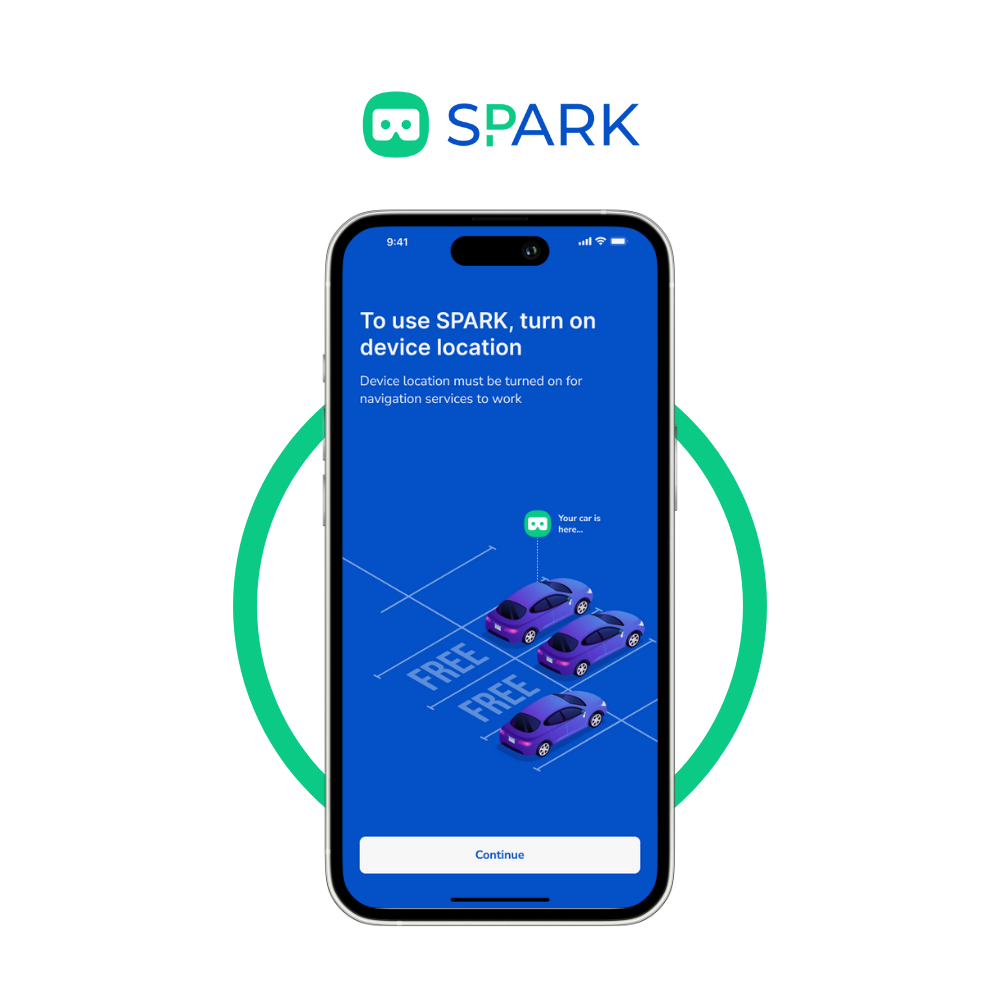 SPARK
9:41
To use SPARK, turn on
device location
Device location must be turned on for
navigation services to work
Your car is
here...
FREE
FREE
Continue